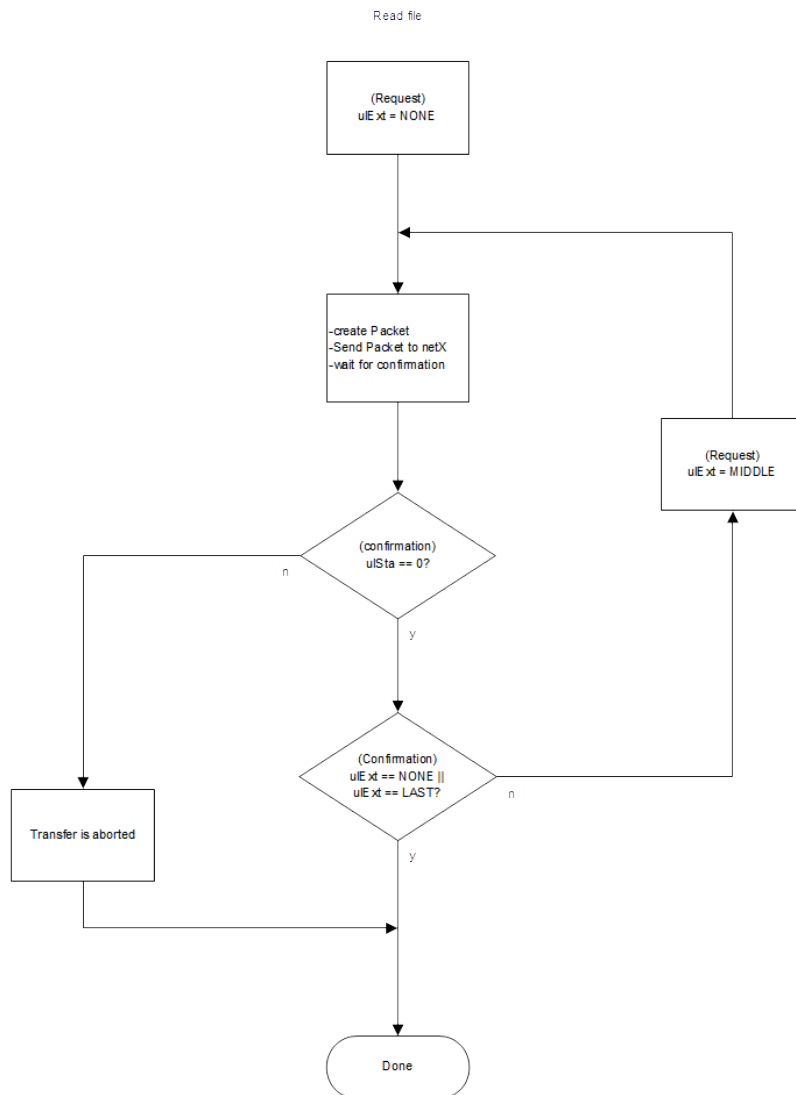 Read file
(Request)
ulExt = NONE
-create Packet
-Send Packet to netX
-wait for confirmation
(Request)
ulExt = MIDDLE
(confirmation)
ulSta == 0?
n
y
(Confirmation)
ulExt == NONE ||
ulExt == LAST?
n
Transfer is aborted
y
Done